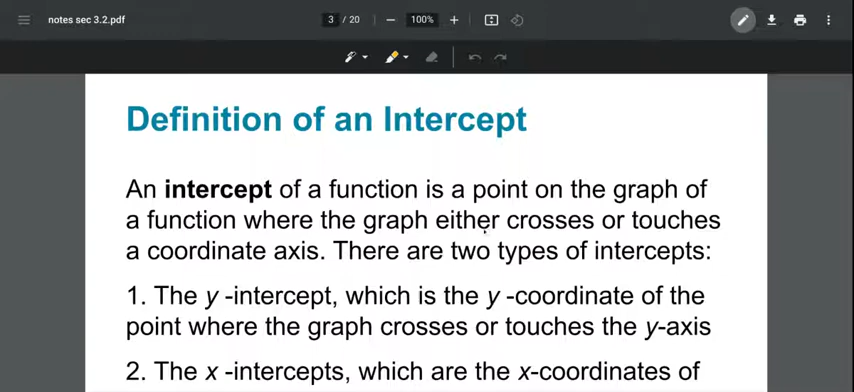 notes sec 3.2.pdf
3 / 20
100%
Definition of an Intercept
An intercept of a function is a point on the graph of
a function where the graph either crosses or touches
a coordinate axis. There are two types of intercepts:
1. The y -intercept, which is the y -coordinate of the
point where the graph crosses or touches the y-axis
2. The x -intercepts, which are the x-coordinates of